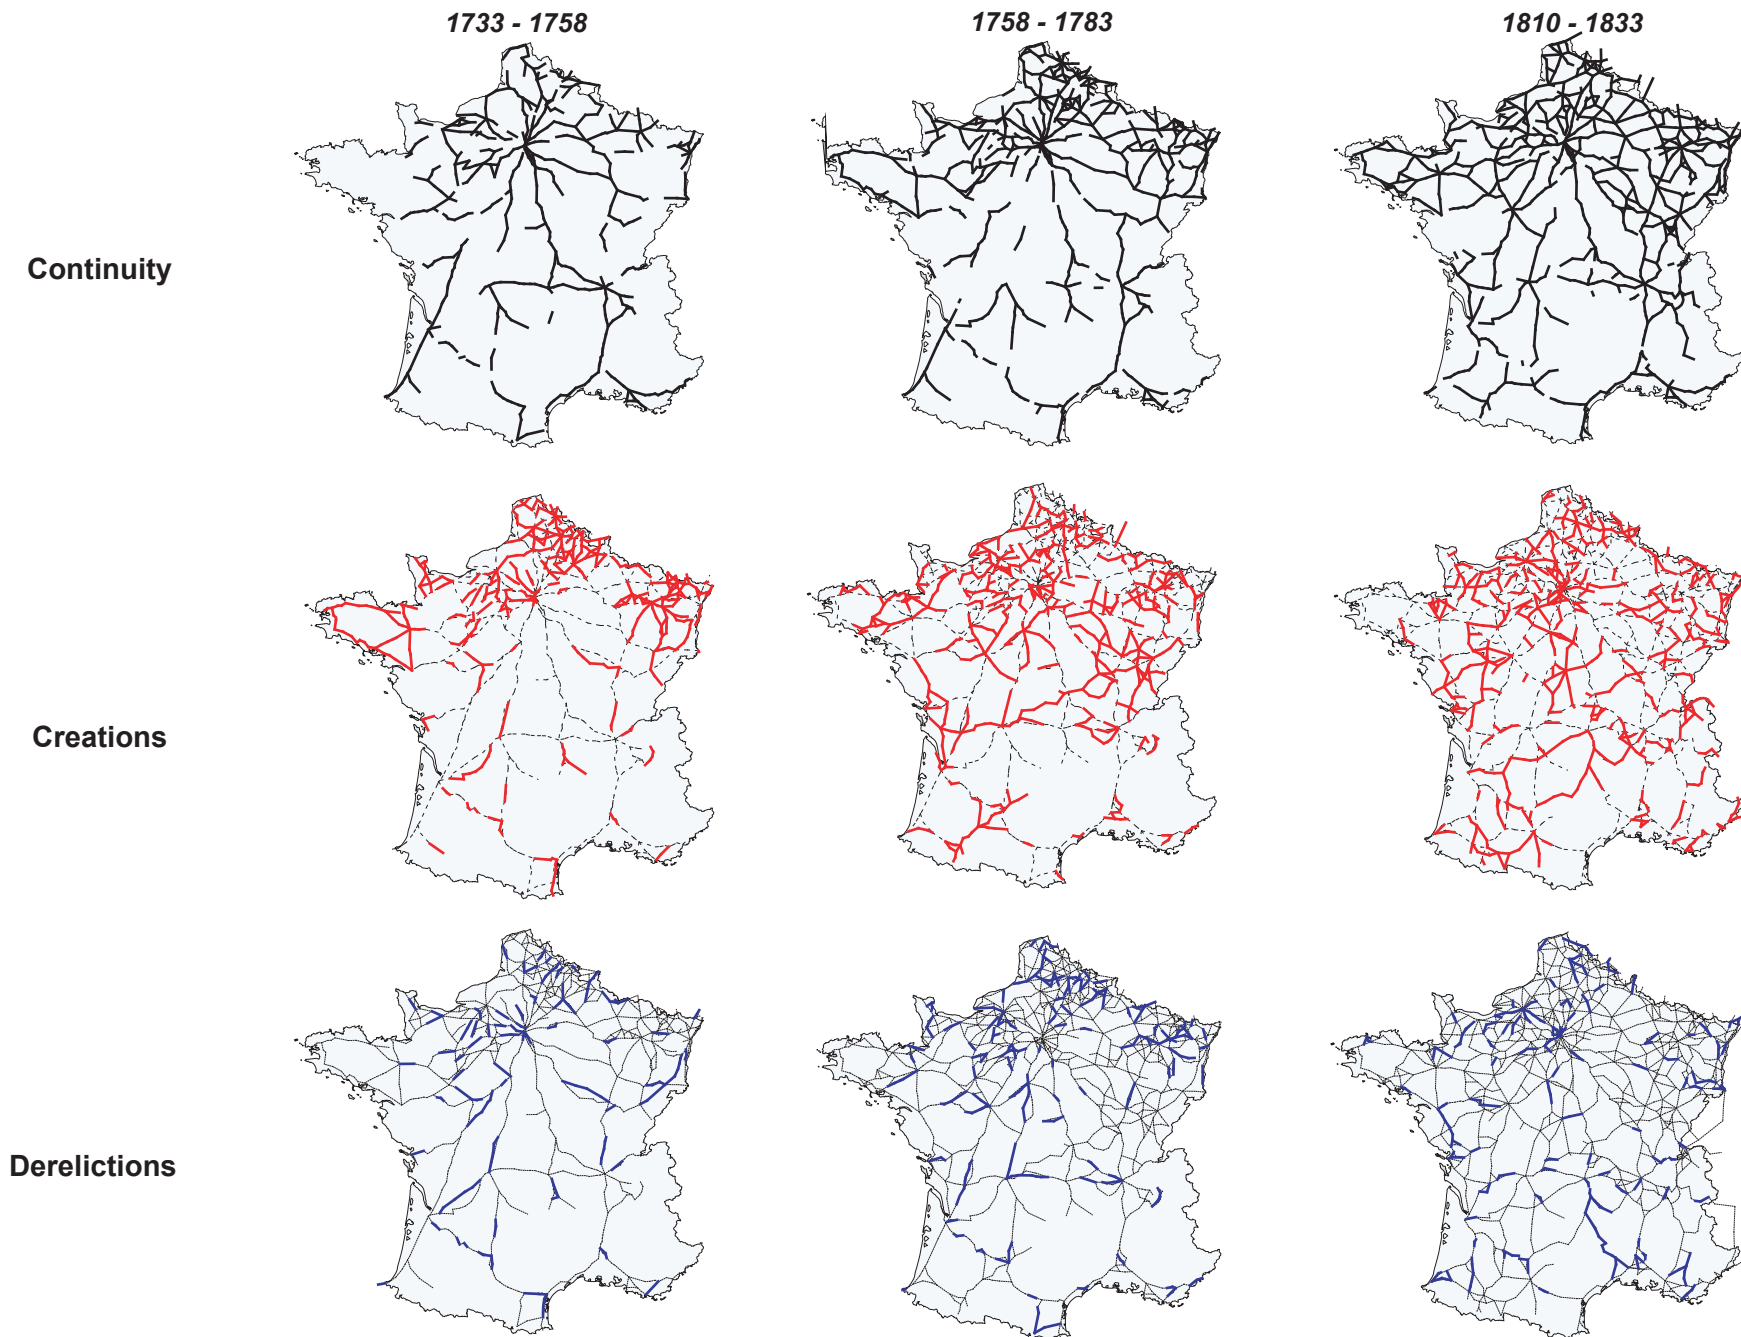 1733 - 1758
1758 - 1783
1810 - 1833
Continuity
Creations
Derelictions